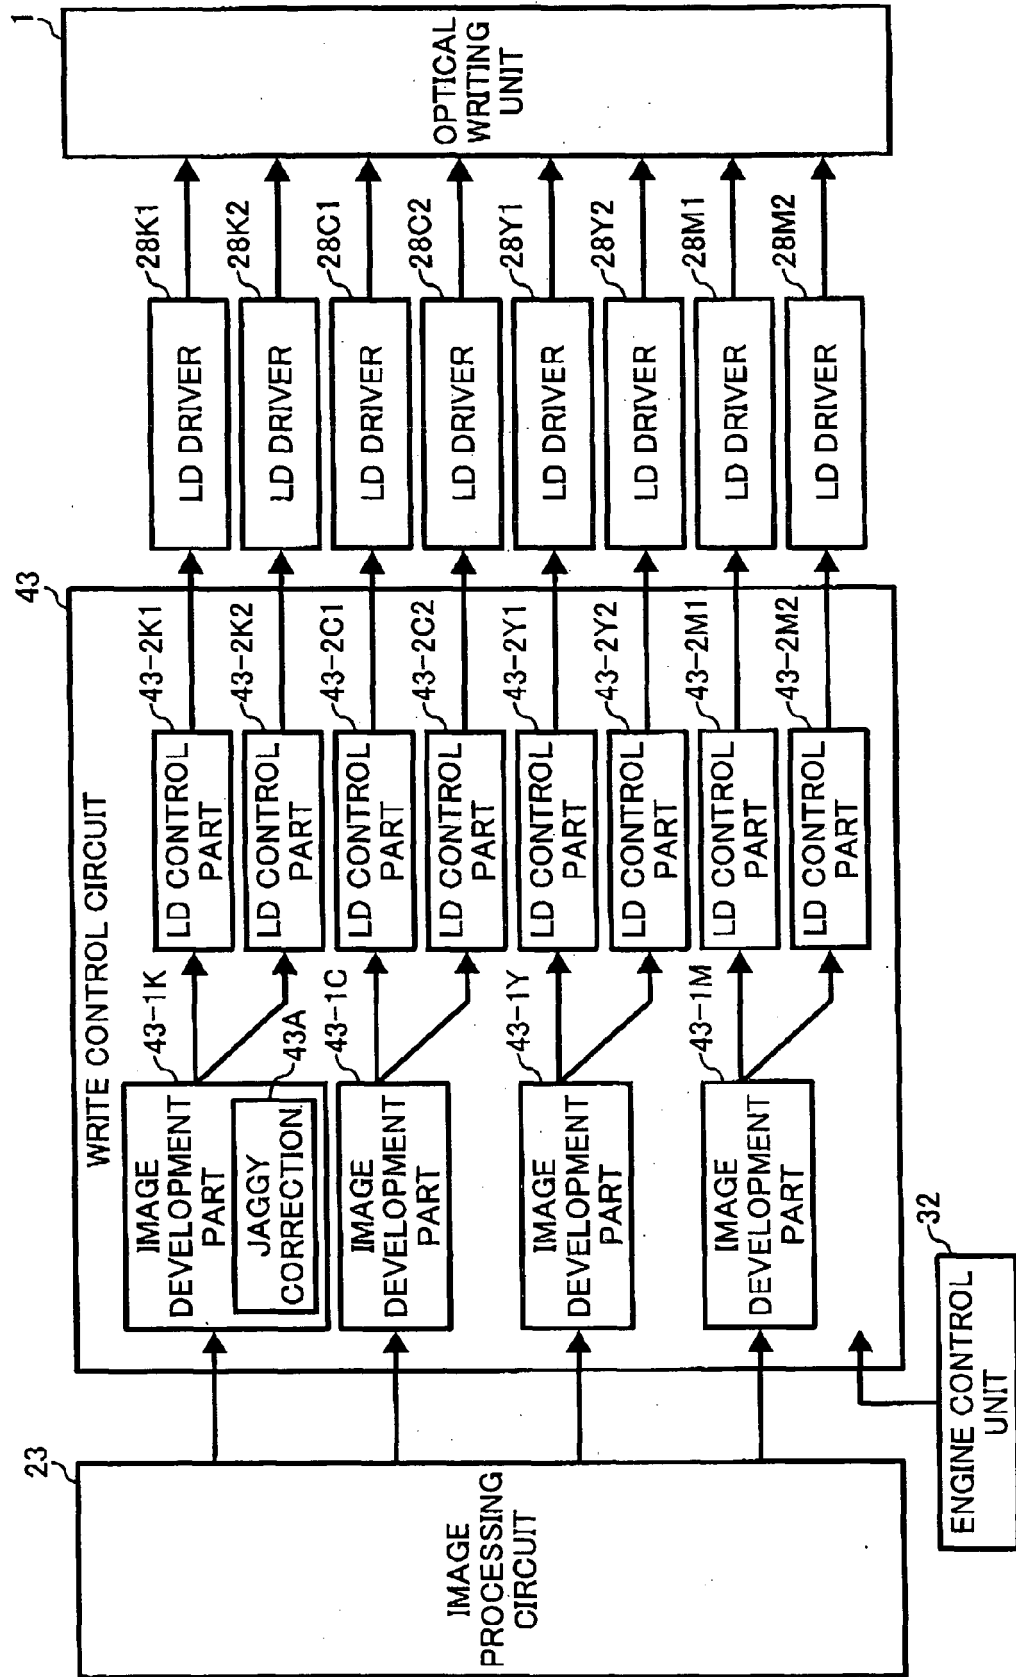 23
IMAGE
PROCESSING
CIRCUIT
WRITE CONTROL CIRCUIT
43
43-1K
IMAGE
DEVELOPMENT
PART
43A
JAGGY
CORRECTION
43-1C
IMAGE
DEVELOPMENT
PART
43-1Y
IMAGE
DEVELOPMENT
PART
43-1M
IMAGE
DEVELOPMENT
PART
43-2K1
LD CONTROL
PART
43-2K2
LD CONTROL
PART
43-2C1
LD CONTROL
PART
43-2C2
LD CONTROL
PART
43-2Y1
LD CONTROL
PART
43-2Y2
LD CONTROL
PART
43-2M1
LD CONTROL
PART
43-2M2
LD CONTROL
PART
28K1
LD DRIVER
28K2
LD DRIVER
28C1
LD DRIVER
28C2
LD DRIVER
28Y1
LD DRIVER
28Y2
LD DRIVER
28M1
LD DRIVER
28M2
LD DRIVER
1
OPTICAL
WRITING
UNIT
32
ENGINE CONTROL
UNIT